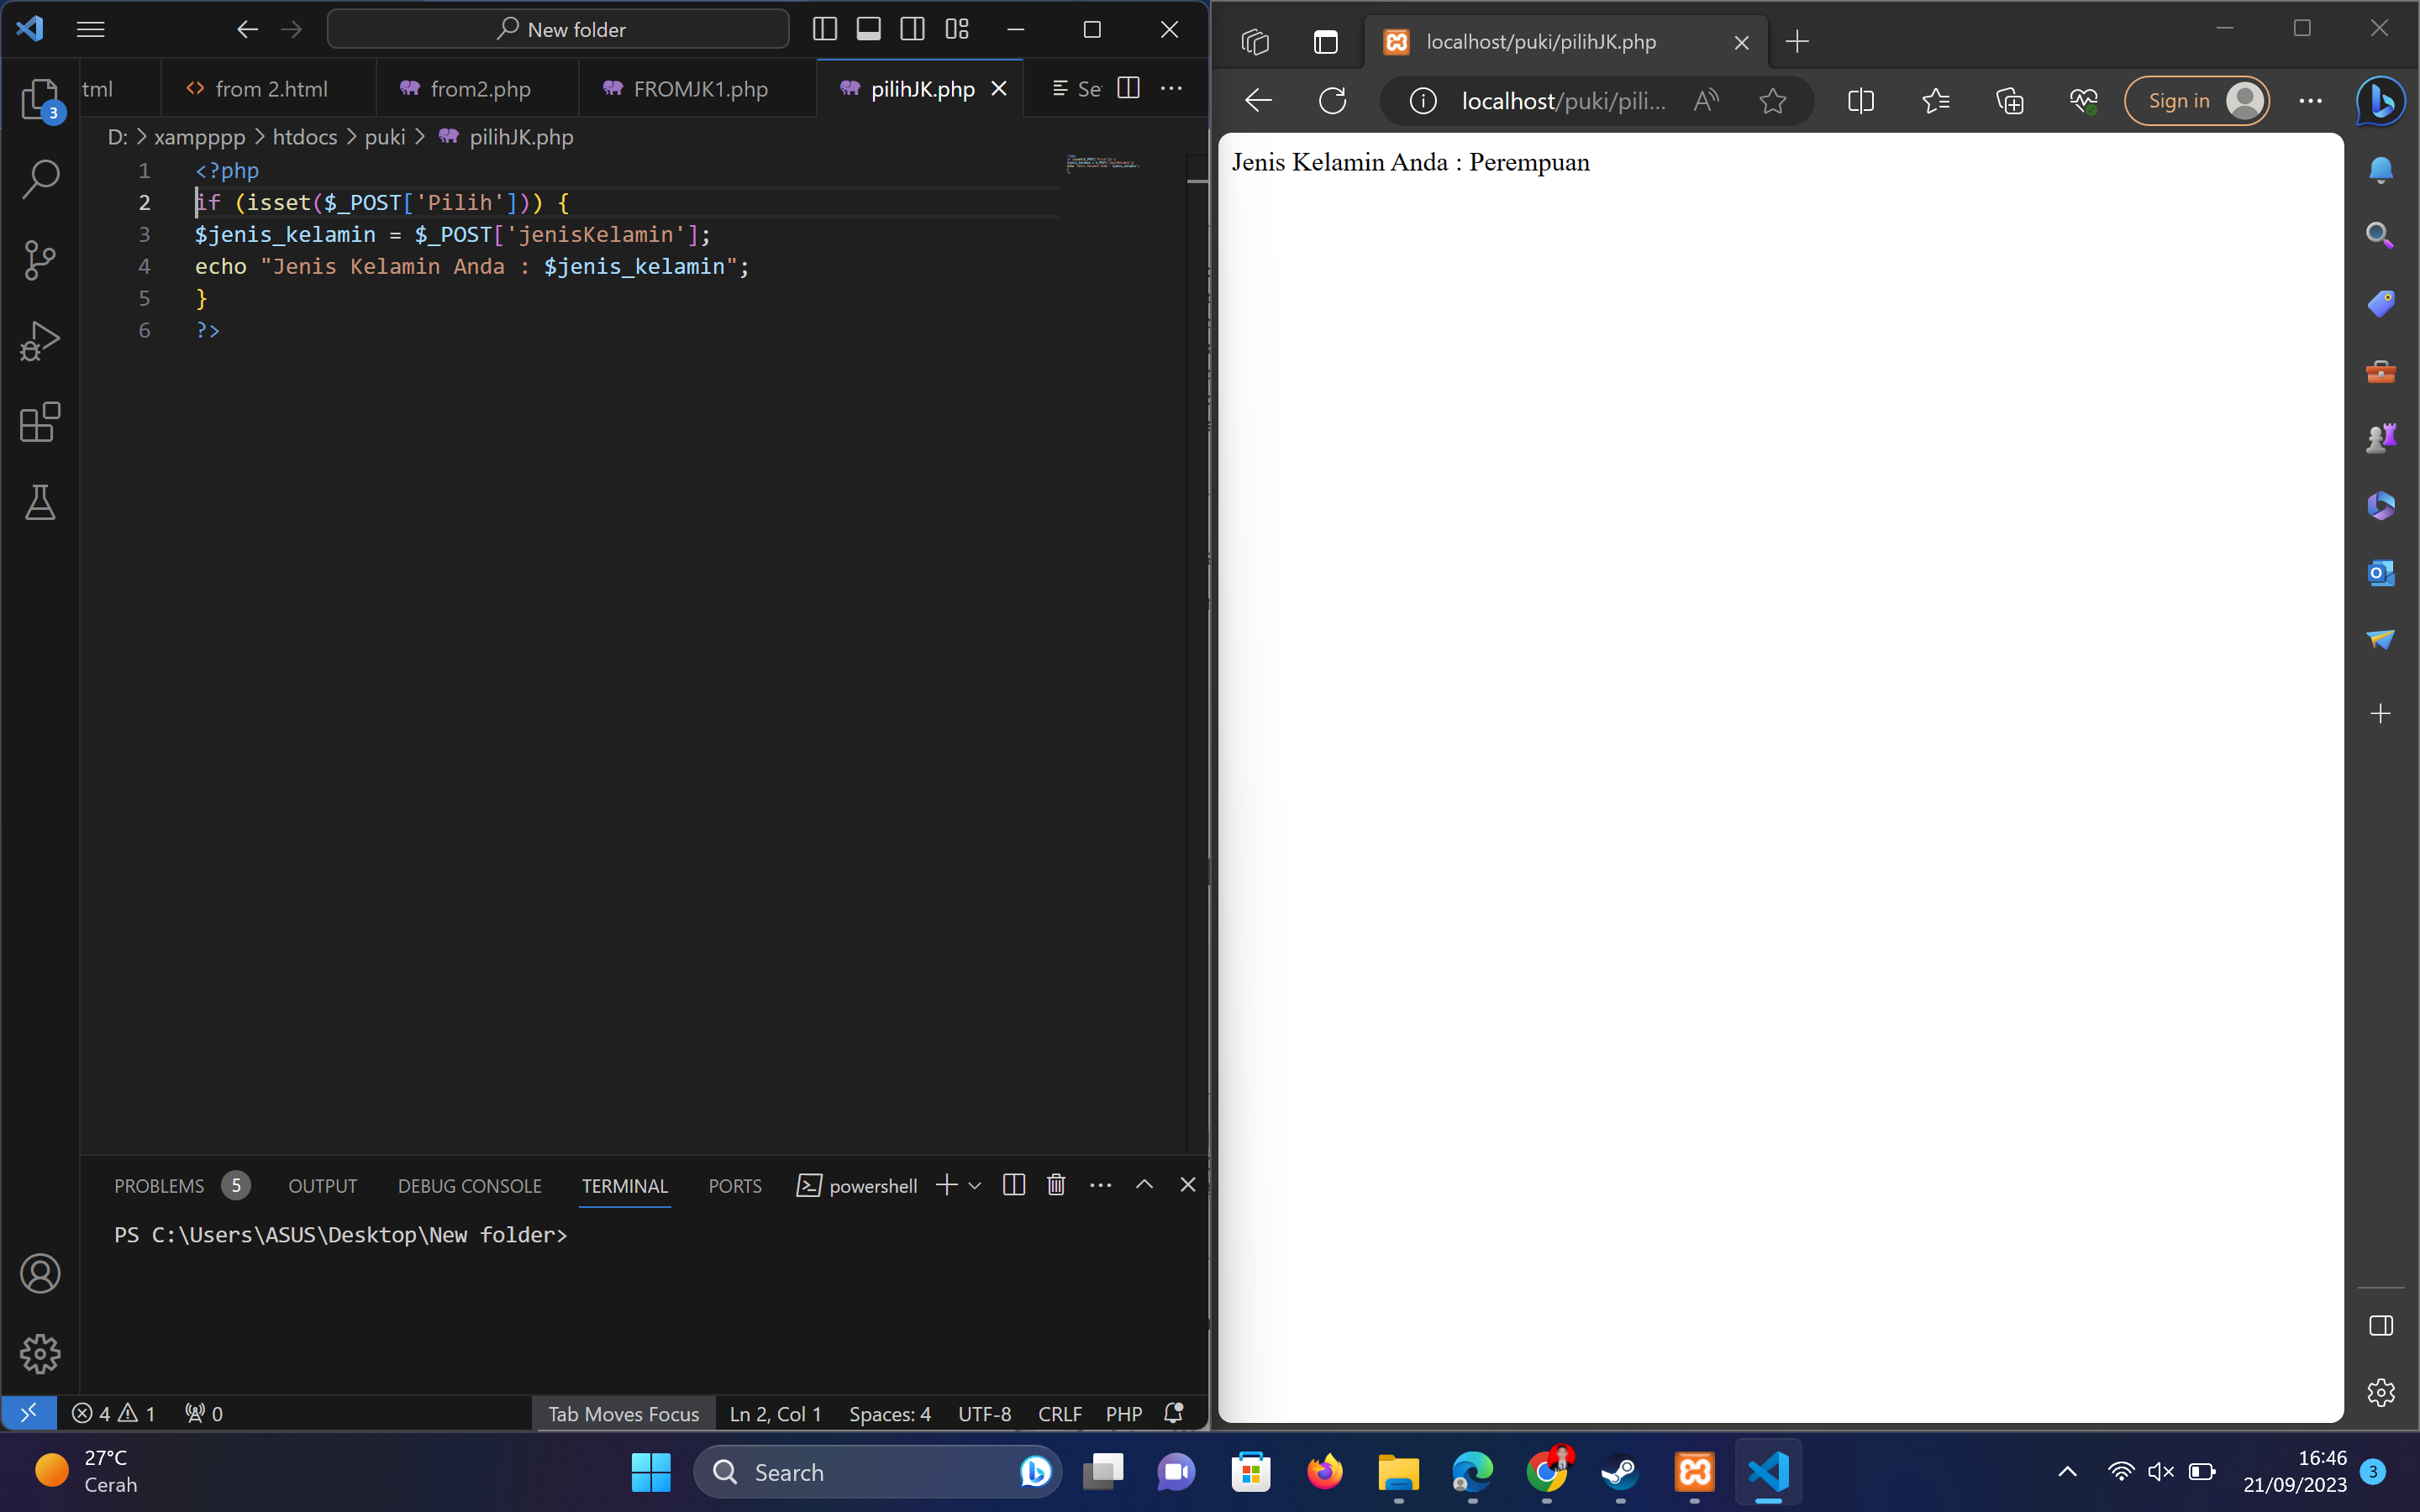 New folder
tml
from 2.html
from2.php
FROMJK1.php
pilihJK.php
Se
3
D: > xampppp > htdocs > puki > pilihJK.php
1 <?php
2 if (isset($_POST['Pilih'])) {
3 $jenis_kelamin = $_POST['jenisKelamin'];
4 echo "Jenis Kelamin Anda : $jenis_kelamin";
5 }
6 ?>
PROBLEMS 5 OUTPUT DEBUG CONSOLE TERMINAL PORTS powershell
PS C:\Users\ASUS\Desktop\New folder>
4 1 0 Tab Moves Focus Ln 2, Col 1 Spaces: 4 UTF-8 CRLF PHP
localhost/puki/pilihJK.php
localhost/puki/pili... Sign in
Jenis Kelamin Anda : Perempuan
27°C
Cerah
Search
16:46
21/09/2023
3